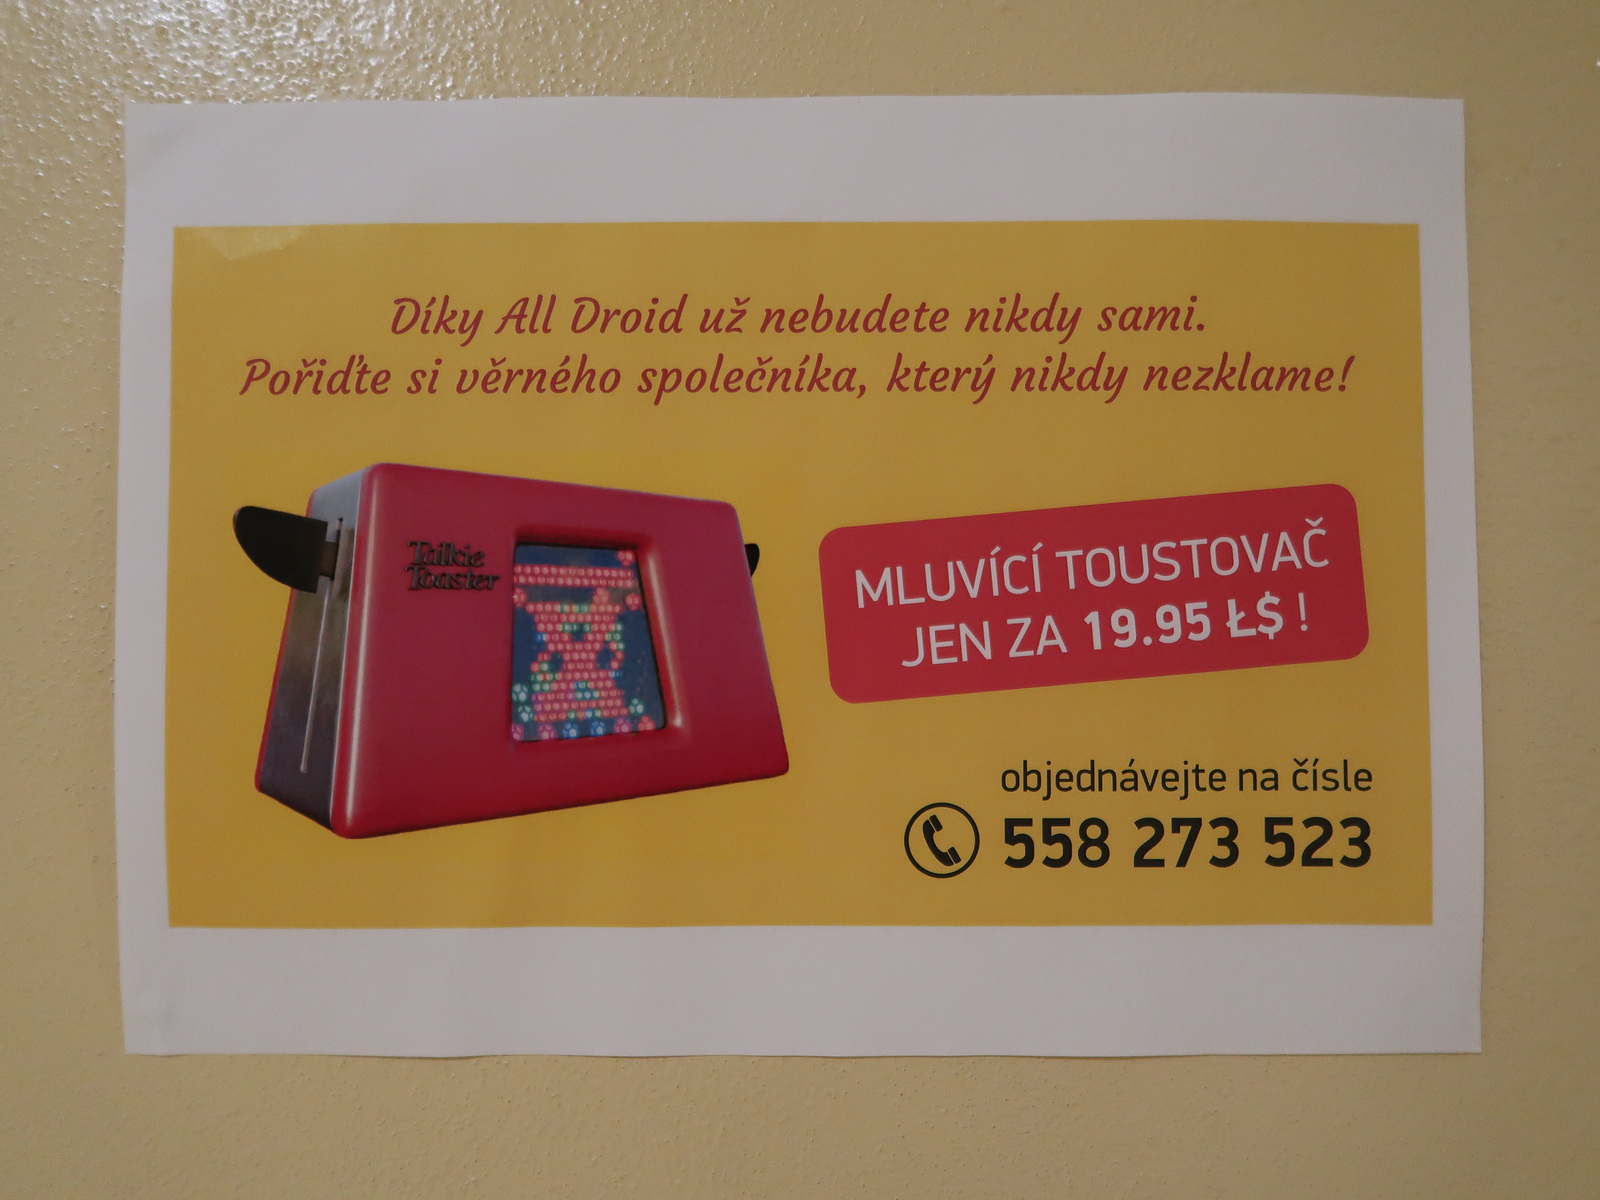 Díky All Droid už nebudete nikdy sami.
Pořiďte si věrného společníka, který nikdy nezklame!
Talkie
Toaster
MLUVÍCÍ TOUSTOVAČ
JEN ZA 19.95 Ł$ !
objednávejte na čísle
558 273 523